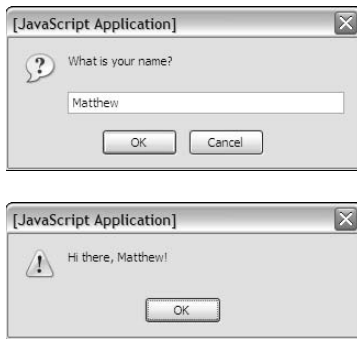 [JavaScript Application]
What is your name?
Matthew
OK Cancel
[JavaScript Application]
Hi there, Matthew!
OK